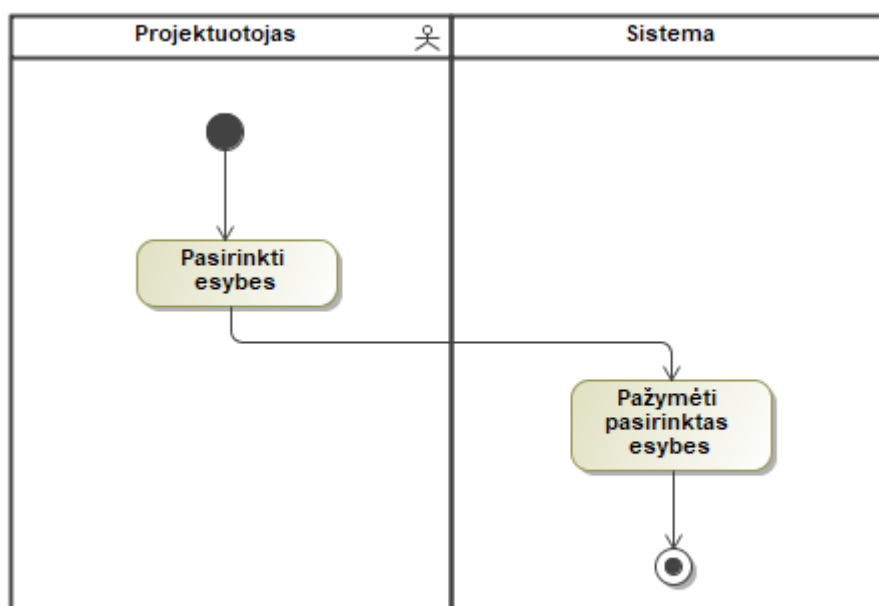 Projektuotojas
Sistema
Pasirinkti
esybes
Pažymėti
pasirinktas
esybes